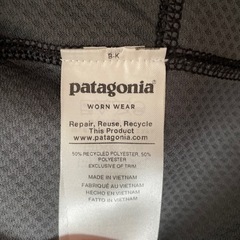 patagonia®
WORN WEAR
Repair, Reuse, Recycle
This Product
www.patagonia.com
50% RECYCLED POLYESTER, 50%
POLYESTER
EXCLUSIVE OF TRIM.
MADE IN VIETNAM
FABRIQUÉ AU VIETNAM
HECHO EN VIETNAM
FATTO IN VIETNAM